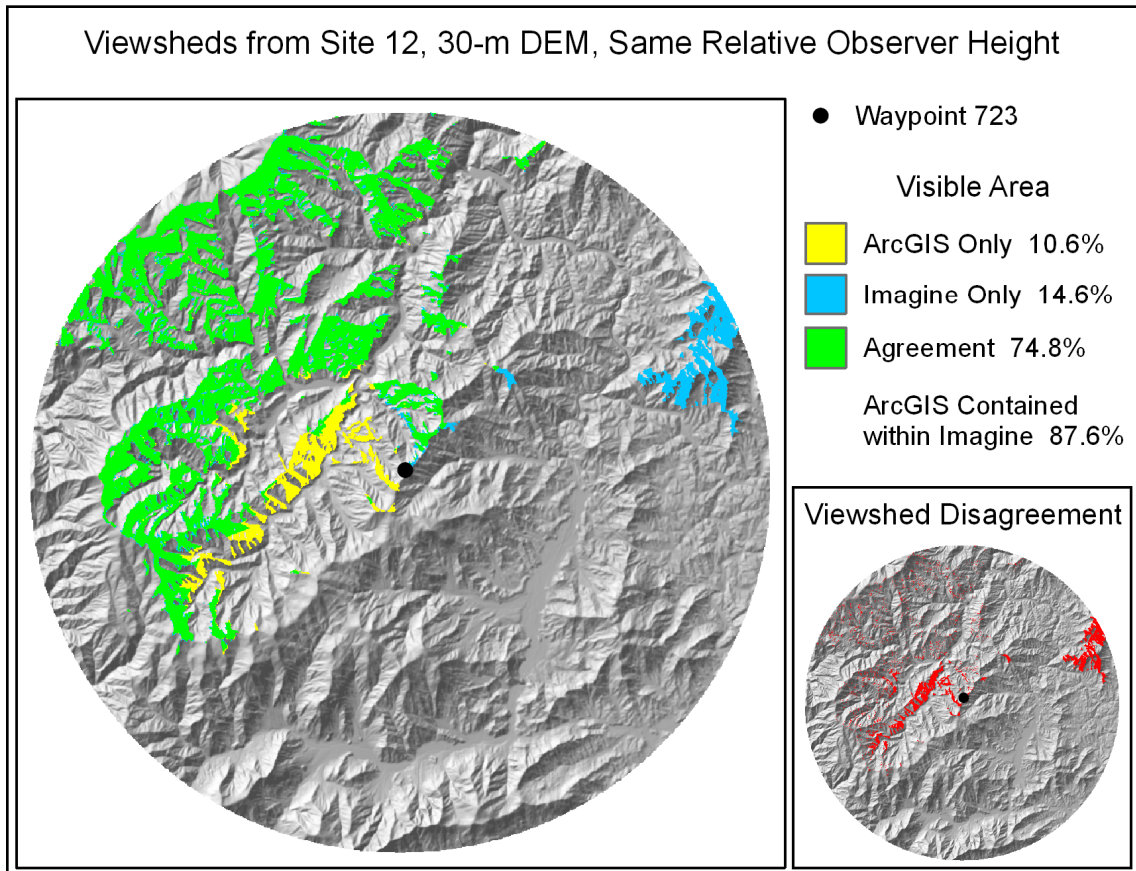 Viewsheds from Site 12, 30-m DEM, Same Relative Observer Height
Waypoint 723
Visible Area
ArcGIS Only 10.6%
Imagine Only 14.6%
Agreement 74.8%
ArcGIS Contained
within Imagine 87.6%
Viewshed Disagreement